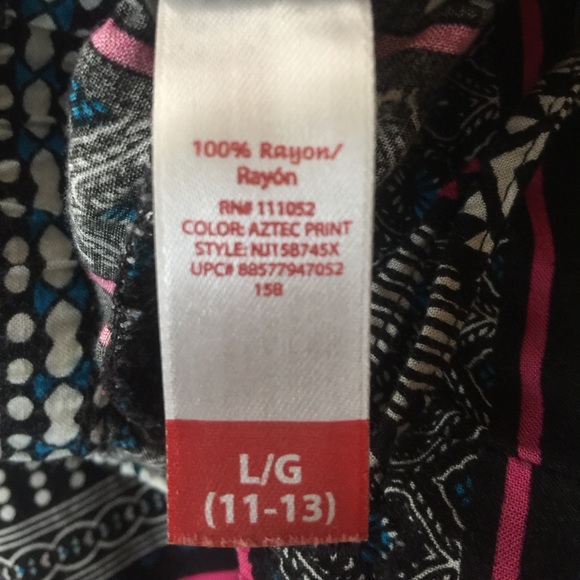 100% Rayon/
Rayón
RN# 111052
COLOR: AZTEC PRINT
STYLE: NJ15B745X
UPC# 88577947052
15B
L/G
(11-13)